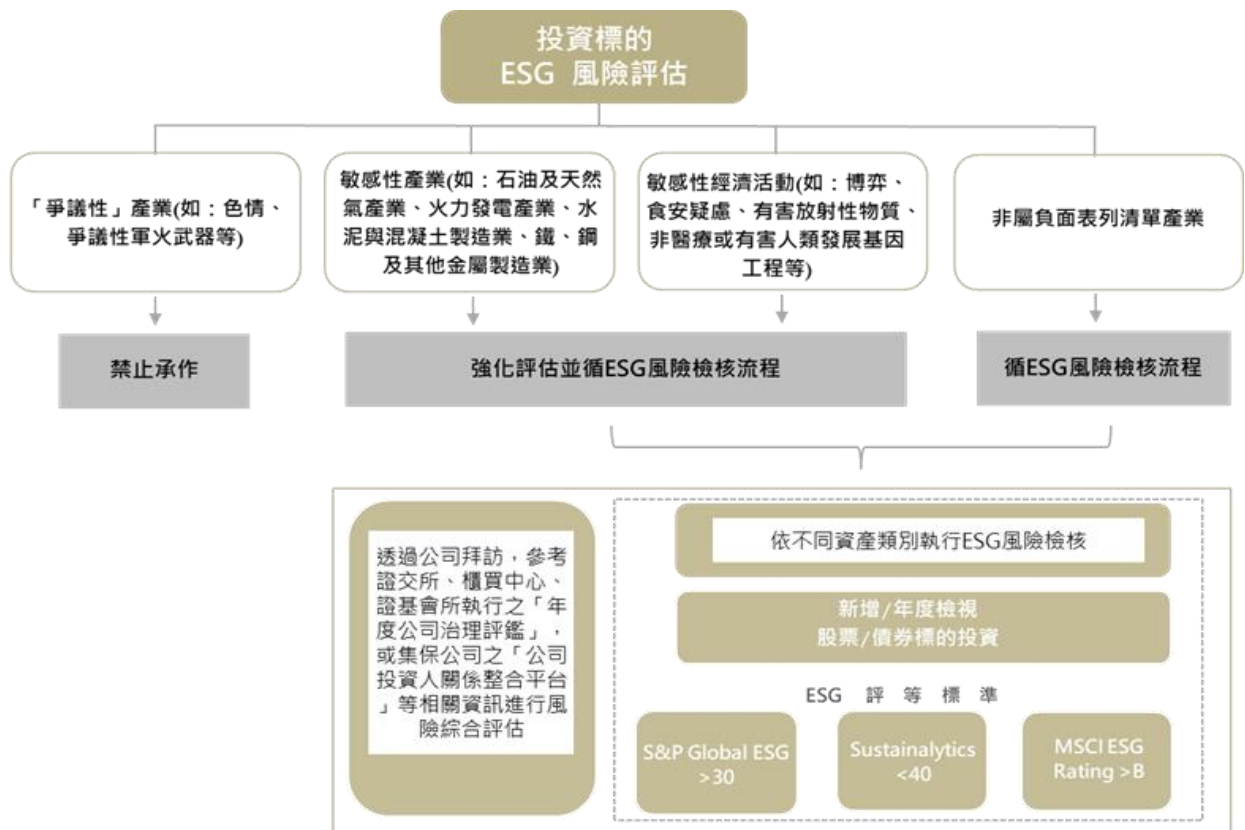 投資標的
ESG 風險評估
「爭議性」產業(如：色情、
爭議性軍火武器等)
敏感性產業(如：石油及天然
氣產業、火力發電產業、水
泥與混凝土製造業、鐵、鋼
及其他金屬製造業)
敏感性經濟活動(如：博弈、
食安疑慮、有害放射性物質、
非醫療或有害人類發展基因
工程等)
非屬負面表列清單產業
禁止承作
強化評估並循ESG風險檢核流程
循ESG風險檢核流程
透過公司拜訪，參考
證交所、櫃買中心、
證基會所執行之「年
度公司治理評鑑」，
或集保公司之「公司
投資人關係整合平台
」等相關資訊進行風
險綜合評估
依不同資產類別執行ESG風險檢核
新增/年度檢視
股票/債券標的投資
ESG 評 等 標 準
S&P Global ESG
>30
Sustainalytics
<40
MSCI ESG
Rating >B